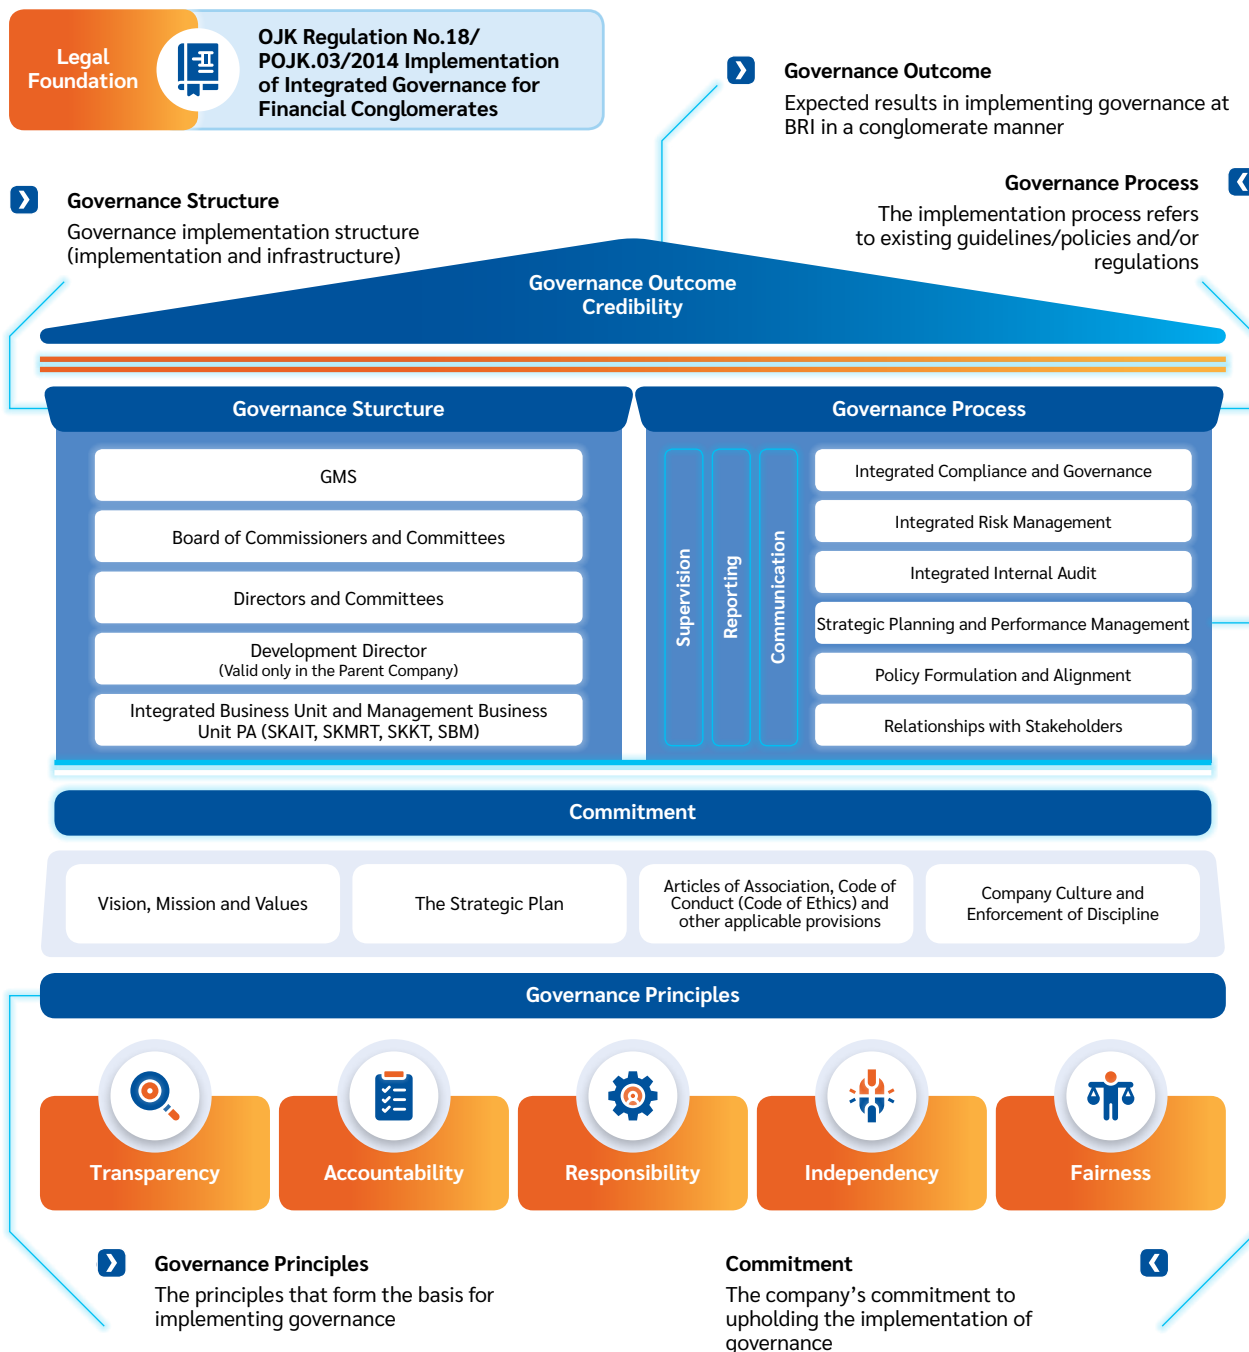 Legal
Foundation
OJK Regulation No.18/
POJK.03/2014 Implementation
of Integrated Governance for
Financial Conglomerates
Governance Outcome
Expected results in implementing governance at
BRI in a conglomerate manner
Governance Structure
Governance implementation structure
(implementation and infrastructure)
Governance Process
The implementation process refers
to existing guidelines/policies and/or
regulations
Governance Outcome
Credibility
Governance Sturcture
GMS
Board of Commissioners and Committees
Directors and Committees
Development Director
(Valid only in the Parent Company)
Integrated Business Unit and Management Business
Unit PA (SKAIT, SKMRT, SKKT, SBM)
Governance Process
Supervision
Reporting
Communication
Integrated Compliance and Governance
Integrated Risk Management
Integrated Internal Audit
Strategic Planning and Performance Management
Policy Formulation and Alignment
Relationships with Stakeholders
Commitment
Vision, Mission and Values
The Strategic Plan
Articles of Association, Code of
Conduct (Code of Ethics) and
other applicable provisions
Company Culture and
Enforcement of Discipline
Governance Principles
Transparency
Accountability
Responsibility
Independency
Fairness
Governance Principles
The principles that form the basis for
implementing governance
Commitment
The company's commitment to
upholding the implementation of
governance